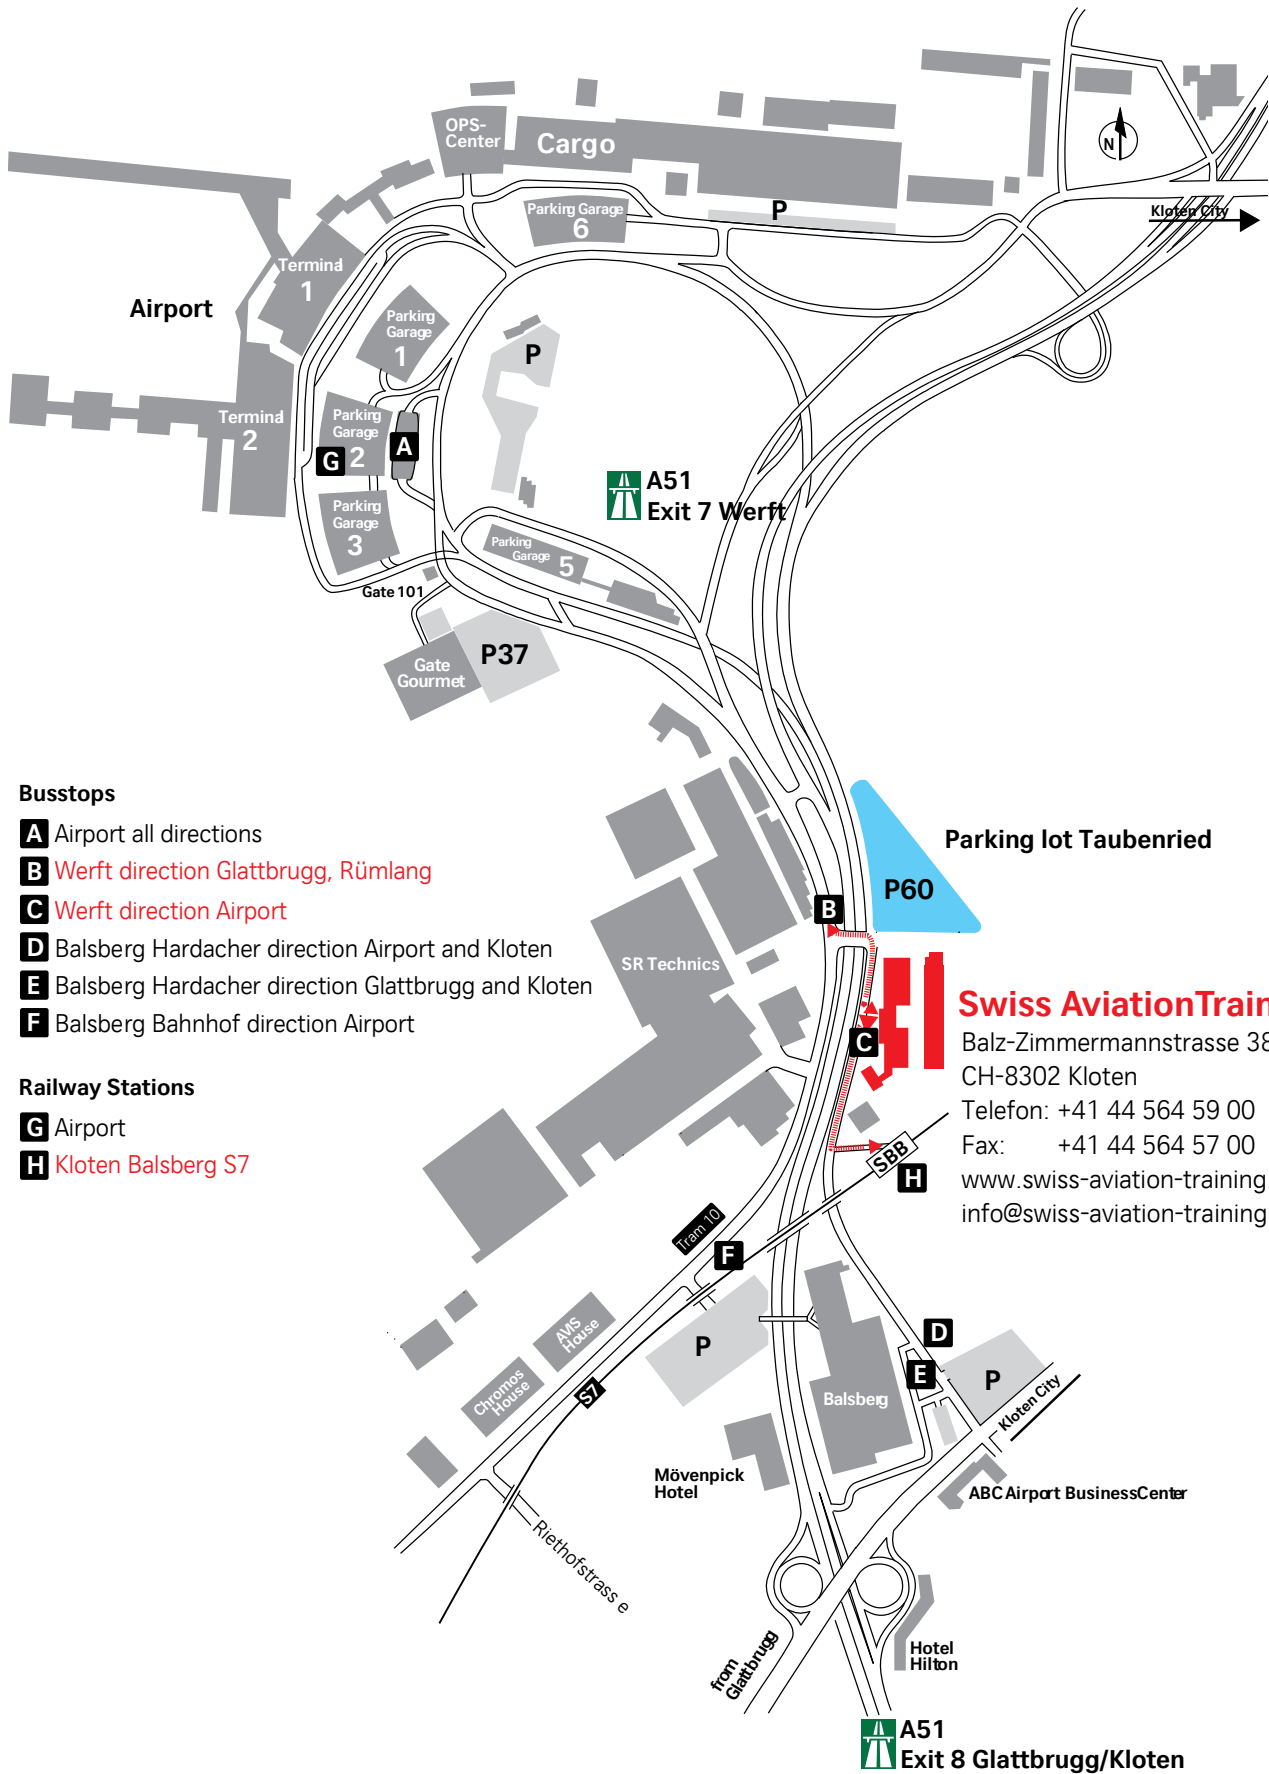 OPS-
Center
Cargo
N
Parking Garage
6
P
Kloten City
Terminal
1
Airport
Parking
Garage
1
P
Terminal
2
Parking
Garage
2
G
A
A51
Exit 7 Werft
Parking
Garage
3
Parking
Garage
5
Gate 101
P37
Gate
Gourmet
Busstops
A Airport all directions
B Werft direction Glattbrugg, Rümlang
C Werft direction Airport
D Balsberg Hardacher direction Airport and Kloten
E Balsberg Hardacher direction Glattbrugg and Kloten
F Balsberg Bahnhof direction Airport
Railway Stations
G Airport
H Kloten Balsberg S7
Parking lot Taubenried
P60
B
SR Technics
C
Swiss AviationTrain
Balz-Zimmermannstrasse 38
CH-8302 Kloten
Telefon: +41 44 564 59 00
Fax: +41 44 564 57 00
www.swiss-aviation-training
info@swiss-aviation-training
SBB
H
Tram 10
F
AVIS
House
Chromos
House
S7
P
D
E
P
Balsberg
Kloten City
Mövenpick
Hotel
ABC Airport BusinessCenter
Riethofstrasse
from
Glattbrugg
Hotel
Hilton
A51
Exit 8 Glattbrugg/Kloten